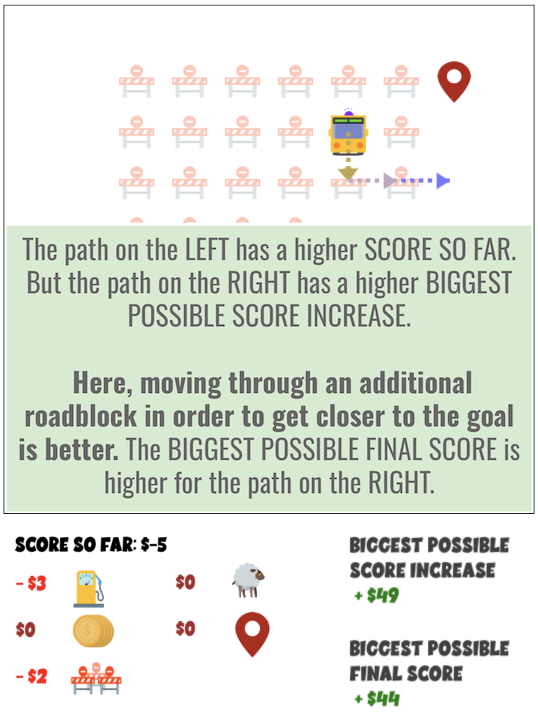 The path on the LEFT has a higher SCORE SO FAR.
But the path on the RIGHT has a higher BIGGEST
POSSIBLE SCORE INCREASE.
Here, moving through an additional
roadblock in order to get closer to the goal
is better. The BIGGEST POSSIBLE FINAL SCORE is
higher for the path on the RIGHT.
SCORE SO FAR: $-5
- $3
$0
$0
$0
- $2
BIGGEST POSSIBLE
SCORE INCREASE
+ $49
BIGGEST POSSIBLE
FINAL SCORE
+ $44